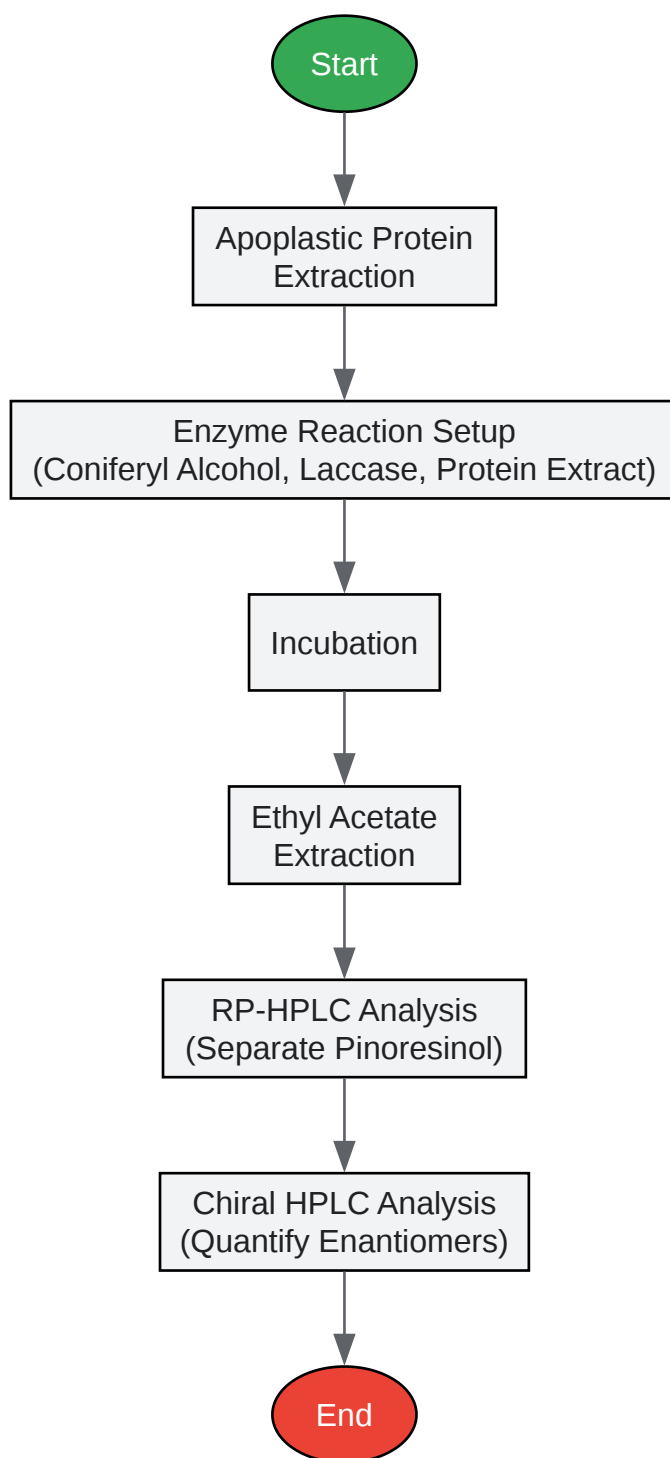 Start
Apoplastic Protein
Extraction
Enzyme Reaction Setup
(Coniferyl Alcohol, Laccase, Protein Extract)
Incubation
Ethyl Acetate
Extraction
RP-HPLC Analysis
(Separate Pinoresinol)
Chiral HPLC Analysis
(Quantify Enantiomers)
End